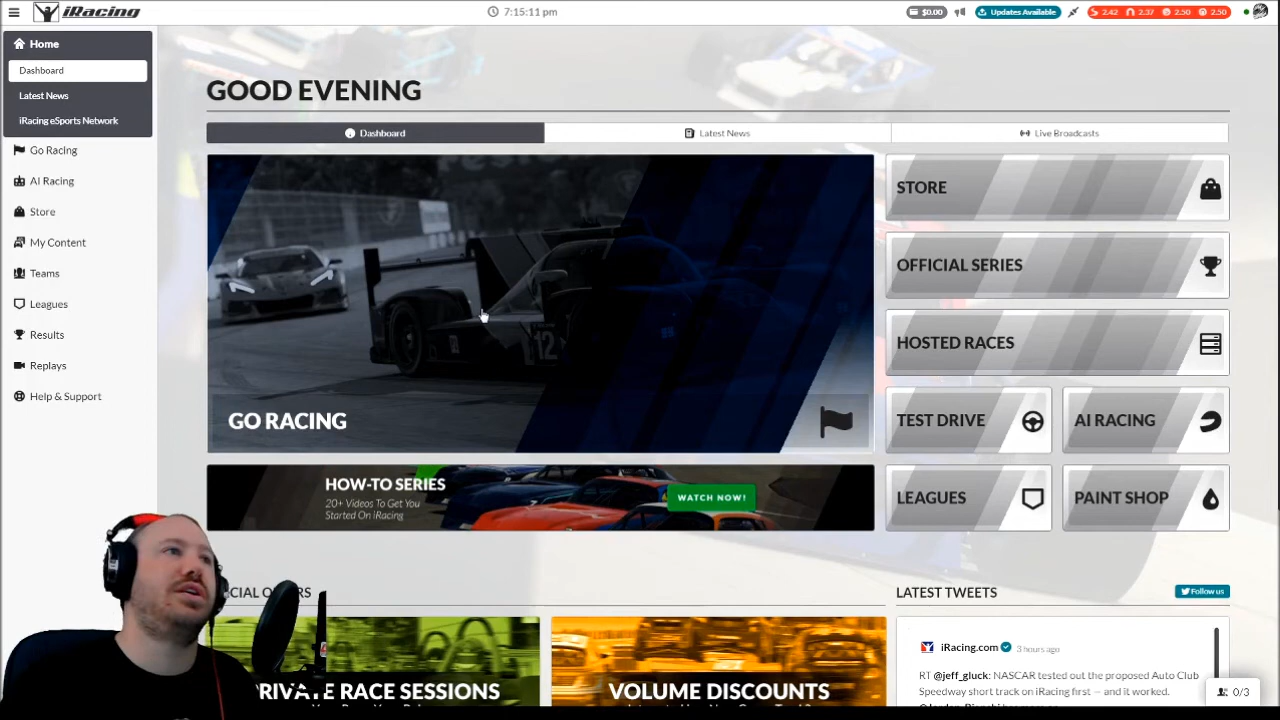 iRacing
7:15:11 pm
$0.00
Updates Available
2.42
2.37
2.50
2.50
Home
Dashboard
Latest News
iRacing eSports Network
Go Racing
AI Racing
Store
My Content
Teams
Leagues
Results
Replays
Help & Support
GOOD EVENING
Dashboard
Latest News
Live Broadcasts
12
GO RACING
STORE
OFFICIAL SERIES
HOSTED RACES
TEST DRIVE
AI RACING
LEAGUES
PAINT SHOP
HOW-TO SERIES
20+ Videos To Get You
Started On iRacing
WATCH NOW!
LATEST TWEETS
Follow us
RIVATE RACE SESSIONS
VOLUME DISCOUNTS
iRacing.com
3 hours ago
RT @jeff_gluck: NASCAR tested out the proposed Auto Club
Speedway short track on iRacing first — and it worked.
0/3